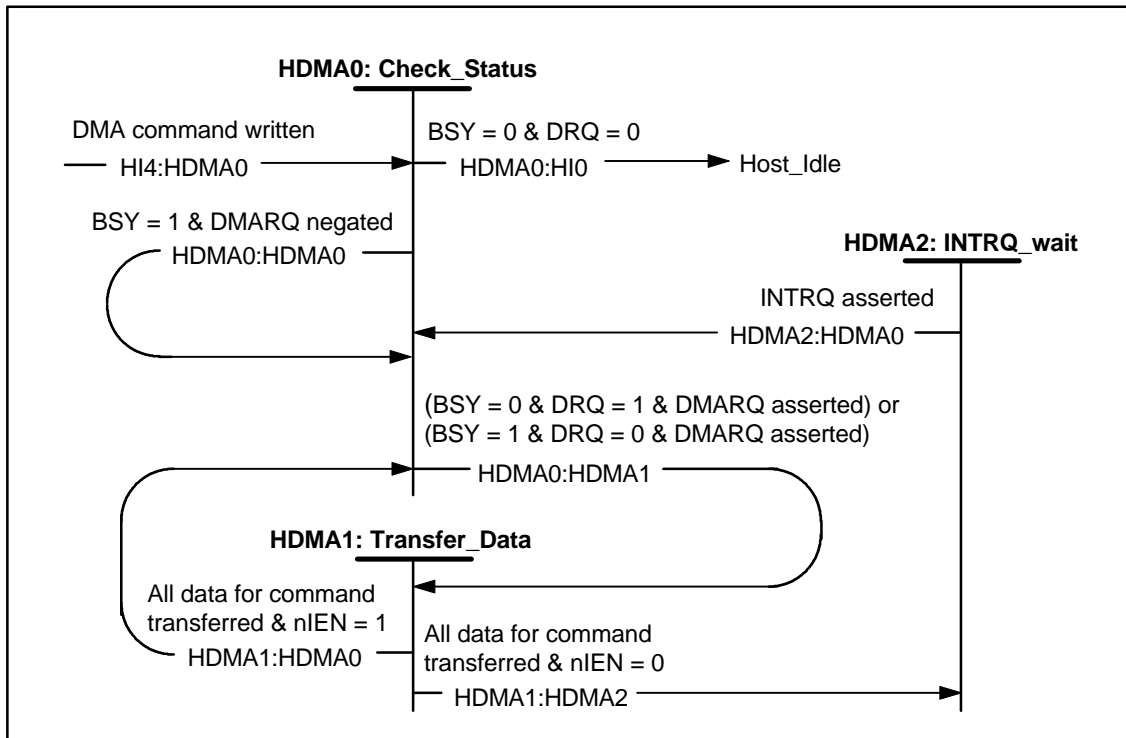 HDMA0: Check_Status
DMA command written
HI4:HDMA0
BSY = 0 & DRQ = 0
HDMA0:HI0
Host_Idle
BSY = 1 & DMARQ negated
HDMA0:HDMA0
HDMA2: INTRQ_wait
INTRQ asserted
HDMA2:HDMA0
(BSY = 0 & DRQ = 1 & DMARQ asserted) or
(BSY = 1 & DRQ = 0 & DMARQ asserted)
HDMA0:HDMA1
HDMA1: Transfer_Data
All data for command
transferred & nIEN = 1
HDMA1:HDMA0
All data for command
transferred & nIEN = 0
HDMA1:HDMA2